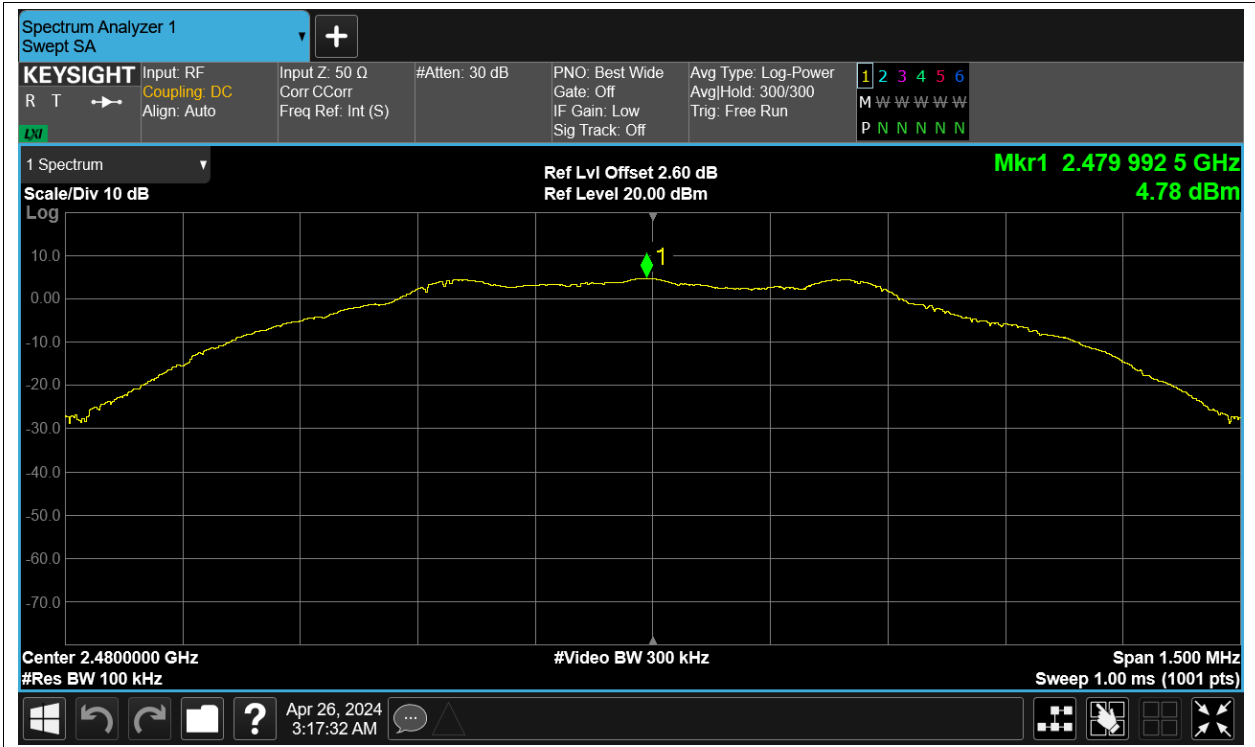 Spectrum Analyzer 1
Swept SA
KEYSIGHT
R T
LXI
Input: RF
Coupling: DC
Align: Auto
Input Z: 50 Ω
Corr CCorr
Freq Ref: Int (S)
#Atten: 30 dB
PNO: Best Wide
Gate: Off
IF Gain: Low
Sig Track: Off
Avg Type: Log-Power
Avg|Hold: 300/300
Trig: Free Run
1 2 3 4 5 6
M W W W W W
P N N N N N
1 Spectrum
Scale/Div 10 dB
Log
Ref Lvl Offset 2.60 dB
Ref Level 20.00 dBm
Mkr1 2.479 992 5 GHz
4.78 dBm
1
10.0
0.00
-10.0
-20.0
-30.0
-40.0
-50.0
-60.0
-70.0
Center 2.4800000 GHz
#Res BW 100 kHz
#Video BW 300 kHz
Span 1.500 MHz
Sweep 1.00 ms (1001 pts)
?
Apr 26, 2024
3:17:32 AM